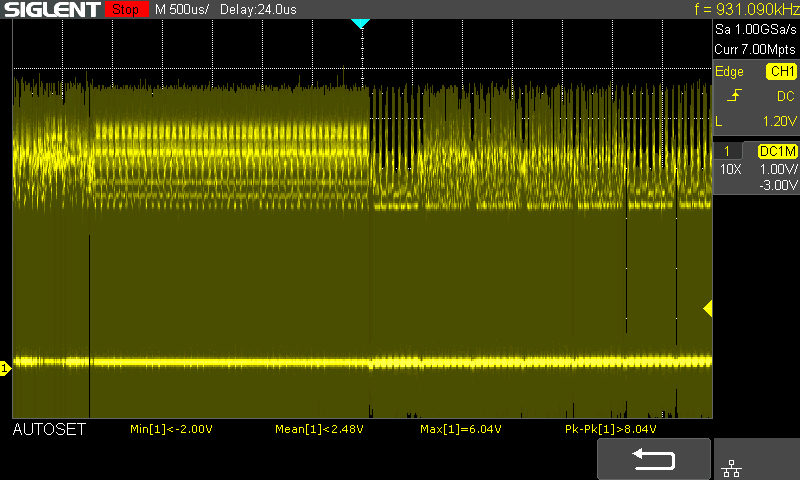 SIGLENT Stop M 500us/ Delay:24.0us f = 931.090kHz
Sa 1.00GSa/s
Curr 7.00Mpts
Edge CH1
DC
L 1.20V
1 DC1M
10X 1.00V/
-3.00V
1
AUTOSET Min[1]<-2.00V Mean[1]<2.48V Max[1]=6.04V Pk-Pk[1]>8.04V